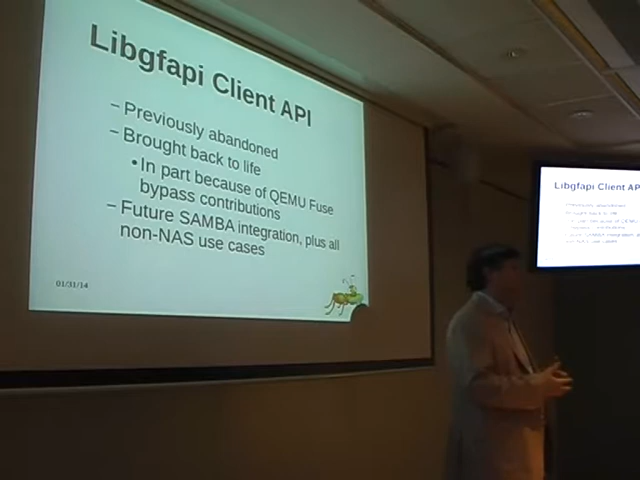 Libgfapi Client API
– Previously abandoned
– Brought back to life
• In part because of QEMU Fuse
bypass contributions
– Future SAMBA integration, plus all
non-NAS use cases
01/31/14
Libgfapi Client AP